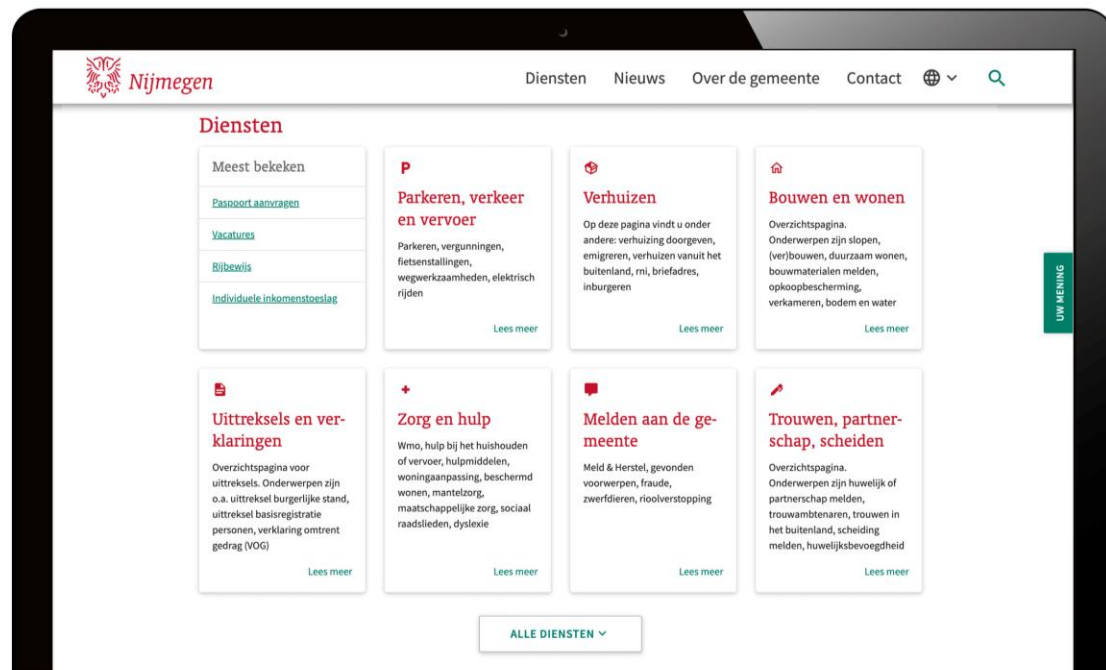 Nijmegen
Diensten
Nieuws
Over de gemeente
Contact
Diensten
Meest bekeken
Paspoort aanvragen
Vacatures
Rijbewijs
Individuele inkomenstoeslag
P
Parkeren, verkeer
en vervoer
Parkeren, vergunningen,
fietsenstallingen,
wegwerkzaamheden, elektrisch
rijden
Lees meer
Verhuizen
Op deze pagina vindt u onder
andere: verhuizing doorgeven,
emigreren, verhuizen vanuit het
buitenland, rni, briefadres,
inburgeren
Lees meer
Bouwen en wonen
Overzichtspagina.
Onderwerpen zijn slopen,
(ver)bouwen, duurzaam wonen,
bouwmaterialen melden,
opkoopbescherming,
verkameren, bodem en water
Lees meer
UW MENING
Uittreksels en ver-
klaringen
Overzichtspagina voor
uittreksels. Onderwerpen zijn
o.a. uittreksel burgerlijke stand,
uittreksel basisregistratie
personen, verklaring omtrent
gedrag (VOG)
Lees meer
Zorg en hulp
Wmo, hulp bij het huishouden
of vervoer, hulpmiddelen,
woningaanpassing, beschermd
wonen, mantelzorg,
maatschappelijke zorg, sociaal
raadslieden, dyslexie
Lees meer
Melden aan de ge-
meente
Meld & Herstel, gevonden
voorwerpen, fraude,
zwerfdieren, rioolverstopping
Lees meer
Trouwen, partner-
schap, scheiden
Overzichtspagina.
Onderwerpen zijn huwelijk of
partnerschap melden,
trouwambtenaren, trouwen in
het buitenland, scheiding
melden, huwelijksbevoegdheid
Lees meer
ALLE DIENSTEN